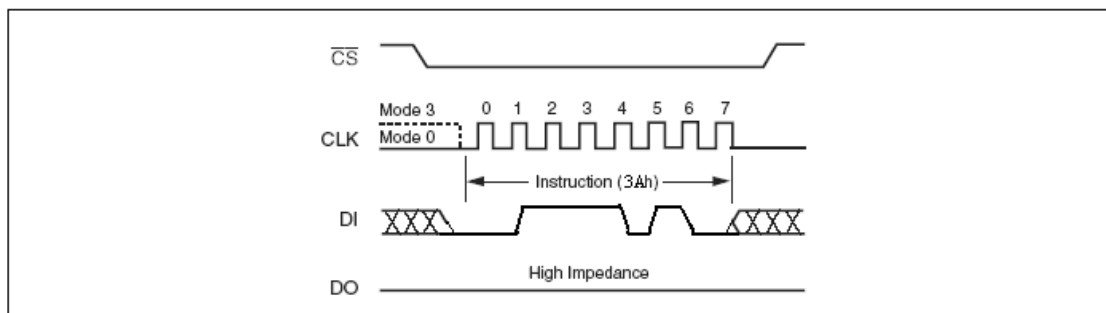 CS
Mode 3 0 1 2 3 4 5 6 7
CLK Mode 0
Instruction (3Ah)
DI
High Impedance
DO